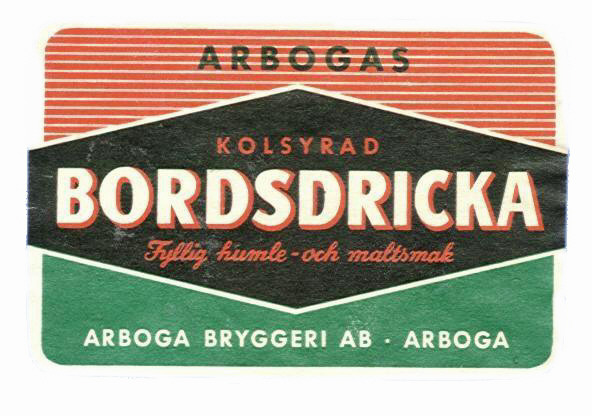 ARBOGAS
KOLSYRAD
BORDSDRICKA
Fyllig humle-och maltsmak
ARBOGA BRYGGERI AB · ARBOGA